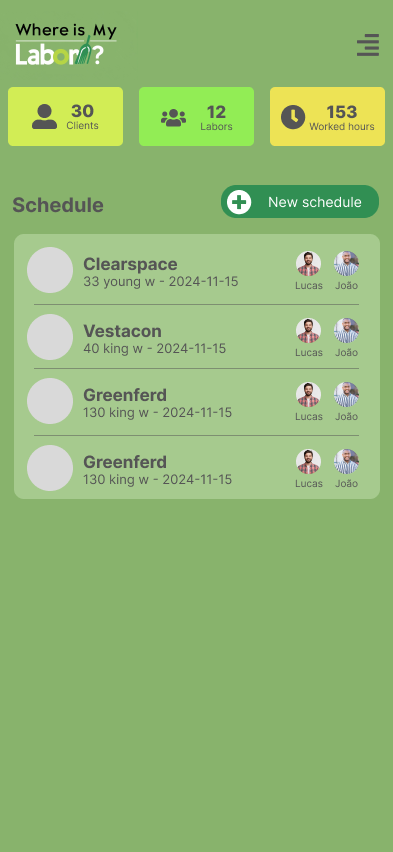 Where is My
Labor?
30
Clients
12
Labors
153
Worked hours
Schedule
New schedule
Clearspace
33 young w - 2024-11-15
Lucas
João
Vestacon
40 king w - 2024-11-15
Lucas
João
Greenferd
130 king w - 2024-11-15
Lucas
João
Greenferd
130 king w - 2024-11-15
Lucas
João